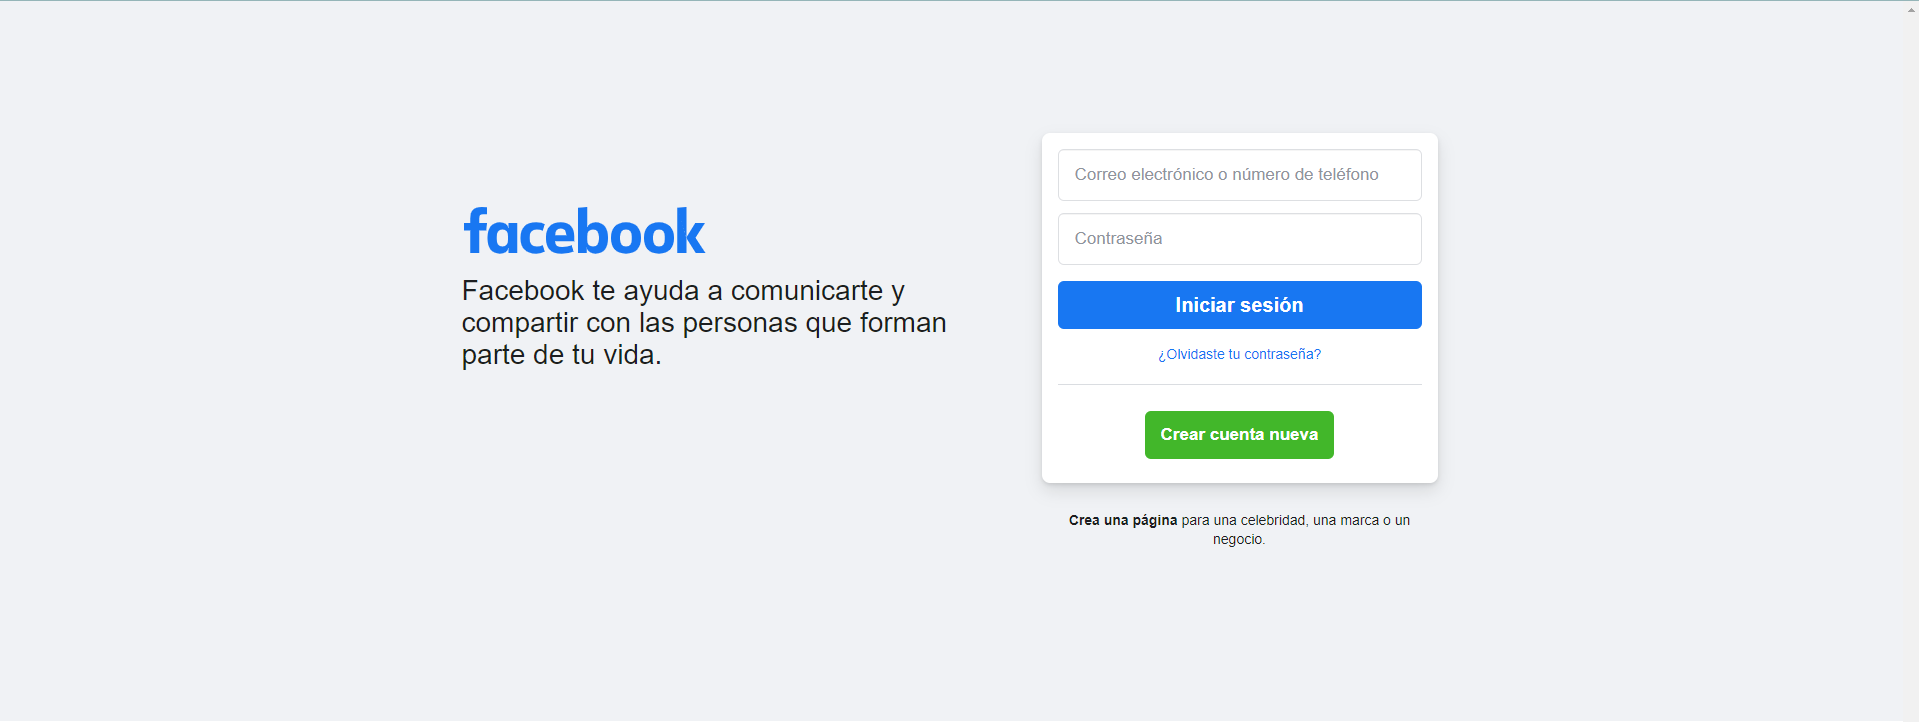 facebook
Facebook te ayuda a comunicarte y
compartir con las personas que forman
parte de tu vida.
Correo electrónico o número de teléfono
Contraseña
Iniciar sesión
¿Olvidaste tu contraseña?
Crear cuenta nueva
Crea una página para una celebridad, una marca o un
negocio.